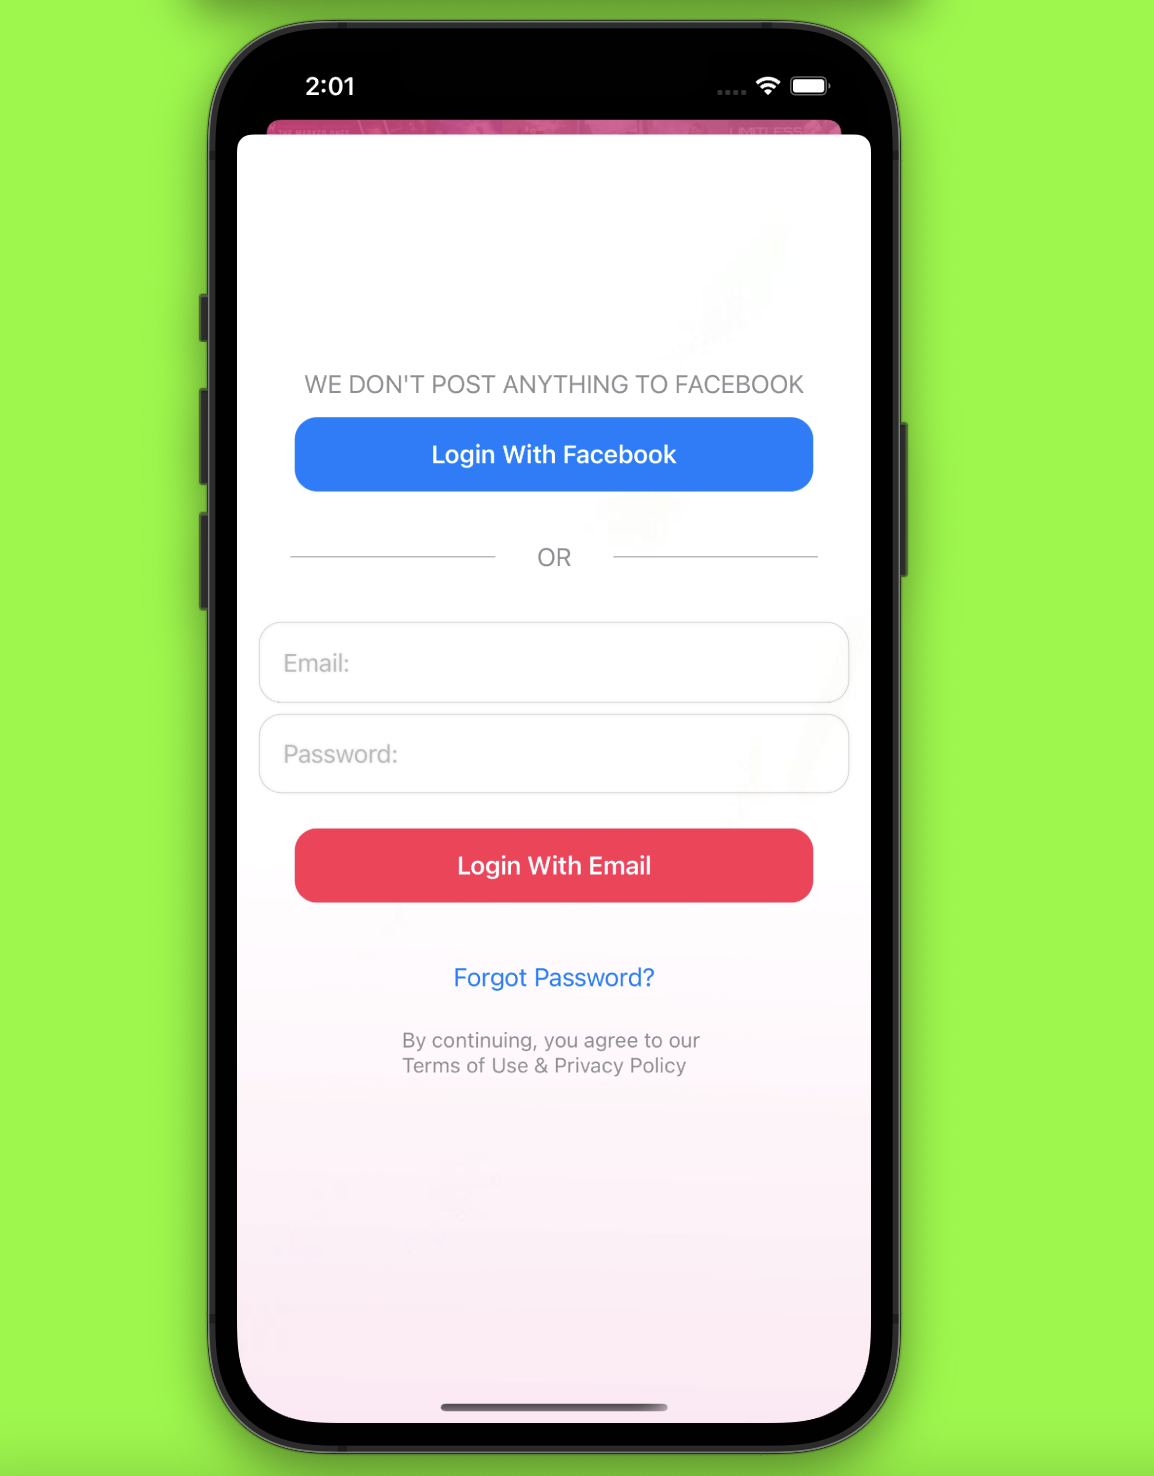 2:01
LIMITLESS
WE DON'T POST ANYTHING TO FACEBOOK
Login With Facebook
OR
Email:
Password:
Login With Email
Forgot Password?
By continuing, you agree to our
Terms of Use & Privacy Policy